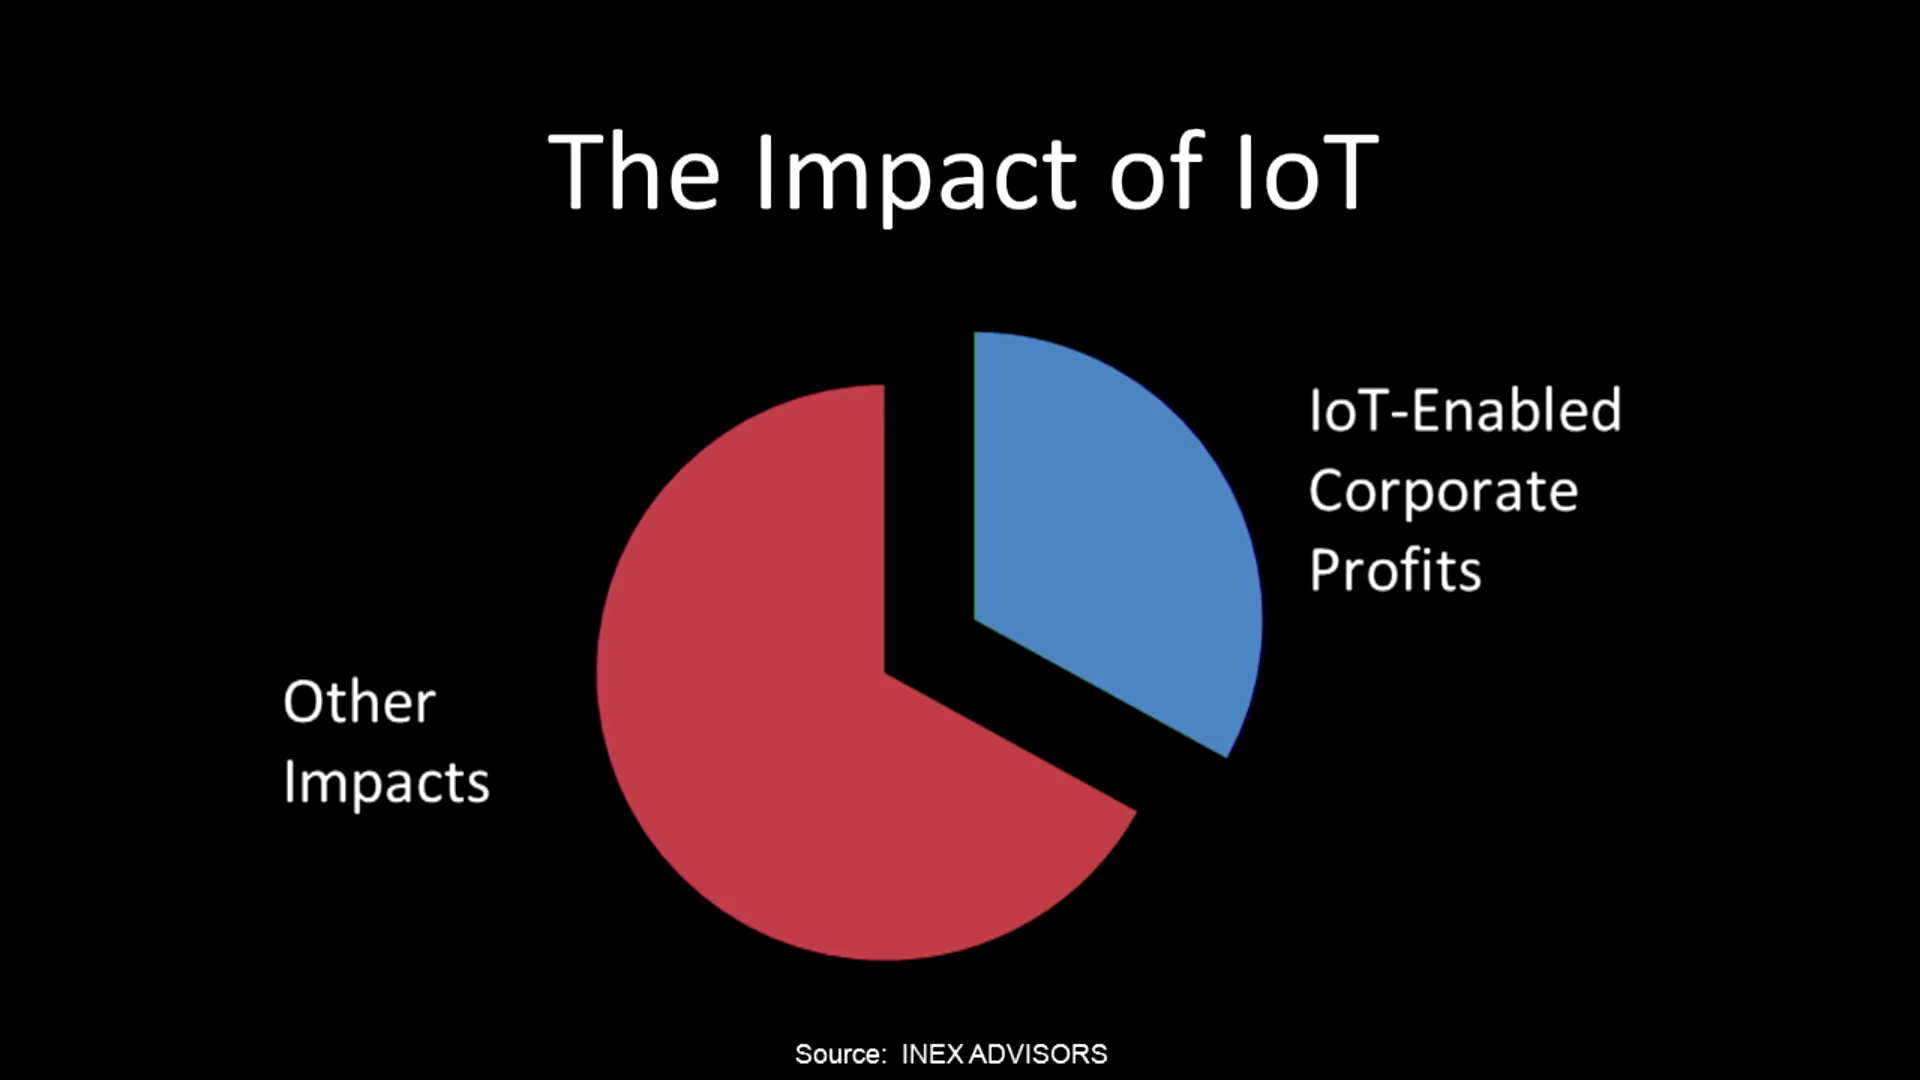 The Impact of IoT
IoT-Enabled
Corporate
Profits
Other
Impacts
Source: INEX ADVISORS